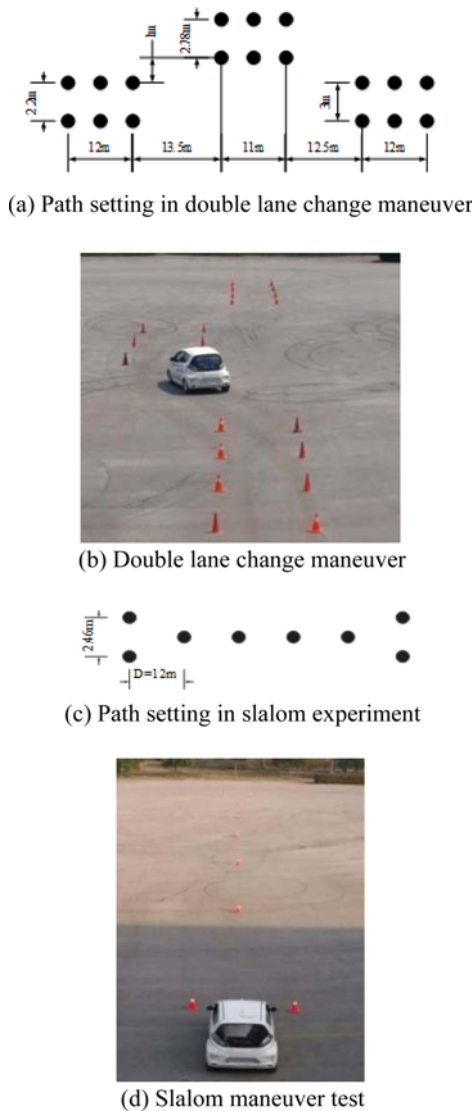 2.78m
1m
2.2m
3m
12m 13.5m 11m 12.5m 12m
(a) Path setting in double lane change maneuver
(b) Double lane change maneuver
2.46m
D=12m
(c) Path setting in slalom experiment
(d) Slalom maneuver test